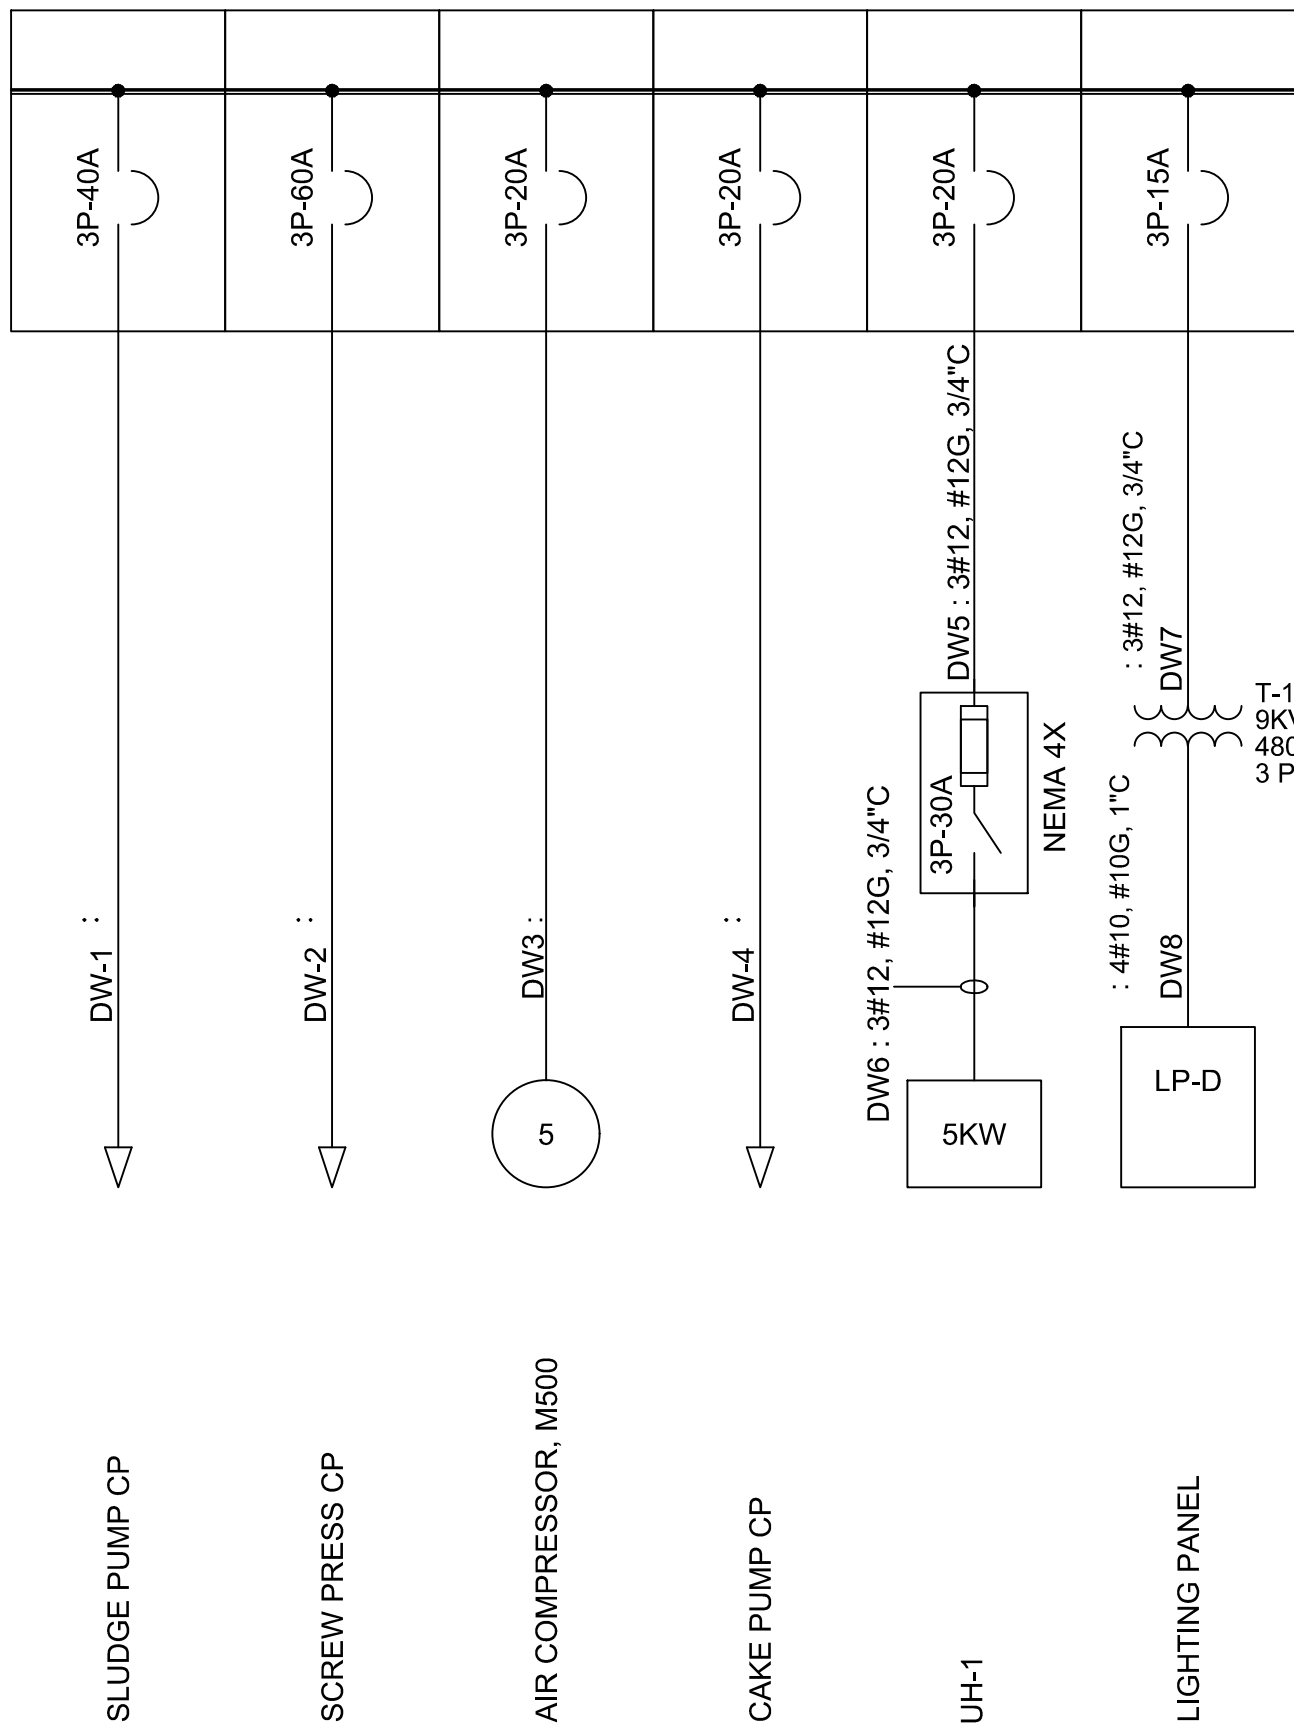 3P-40A
3P-60A
3P-20A
3P-20A
3P-20A
3P-15A
DW-1 :
DW-2 :
DW3 :
DW-4 :
DW5 : 3#12, #12G, 3/4"C
: 3#12, #12G, 3/4"C
DW7
T-1
9KV
480
3 P
3P-30A
NEMA 4X
DW6 : 3#12, #12G, 3/4"C
: 4#10, #10G, 1"C
DW8
5
5KW
LP-D
SLUDGE PUMP CP
SCREW PRESS CP
AIR COMPRESSOR, M500
CAKE PUMP CP
UH-1
LIGHTING PANEL